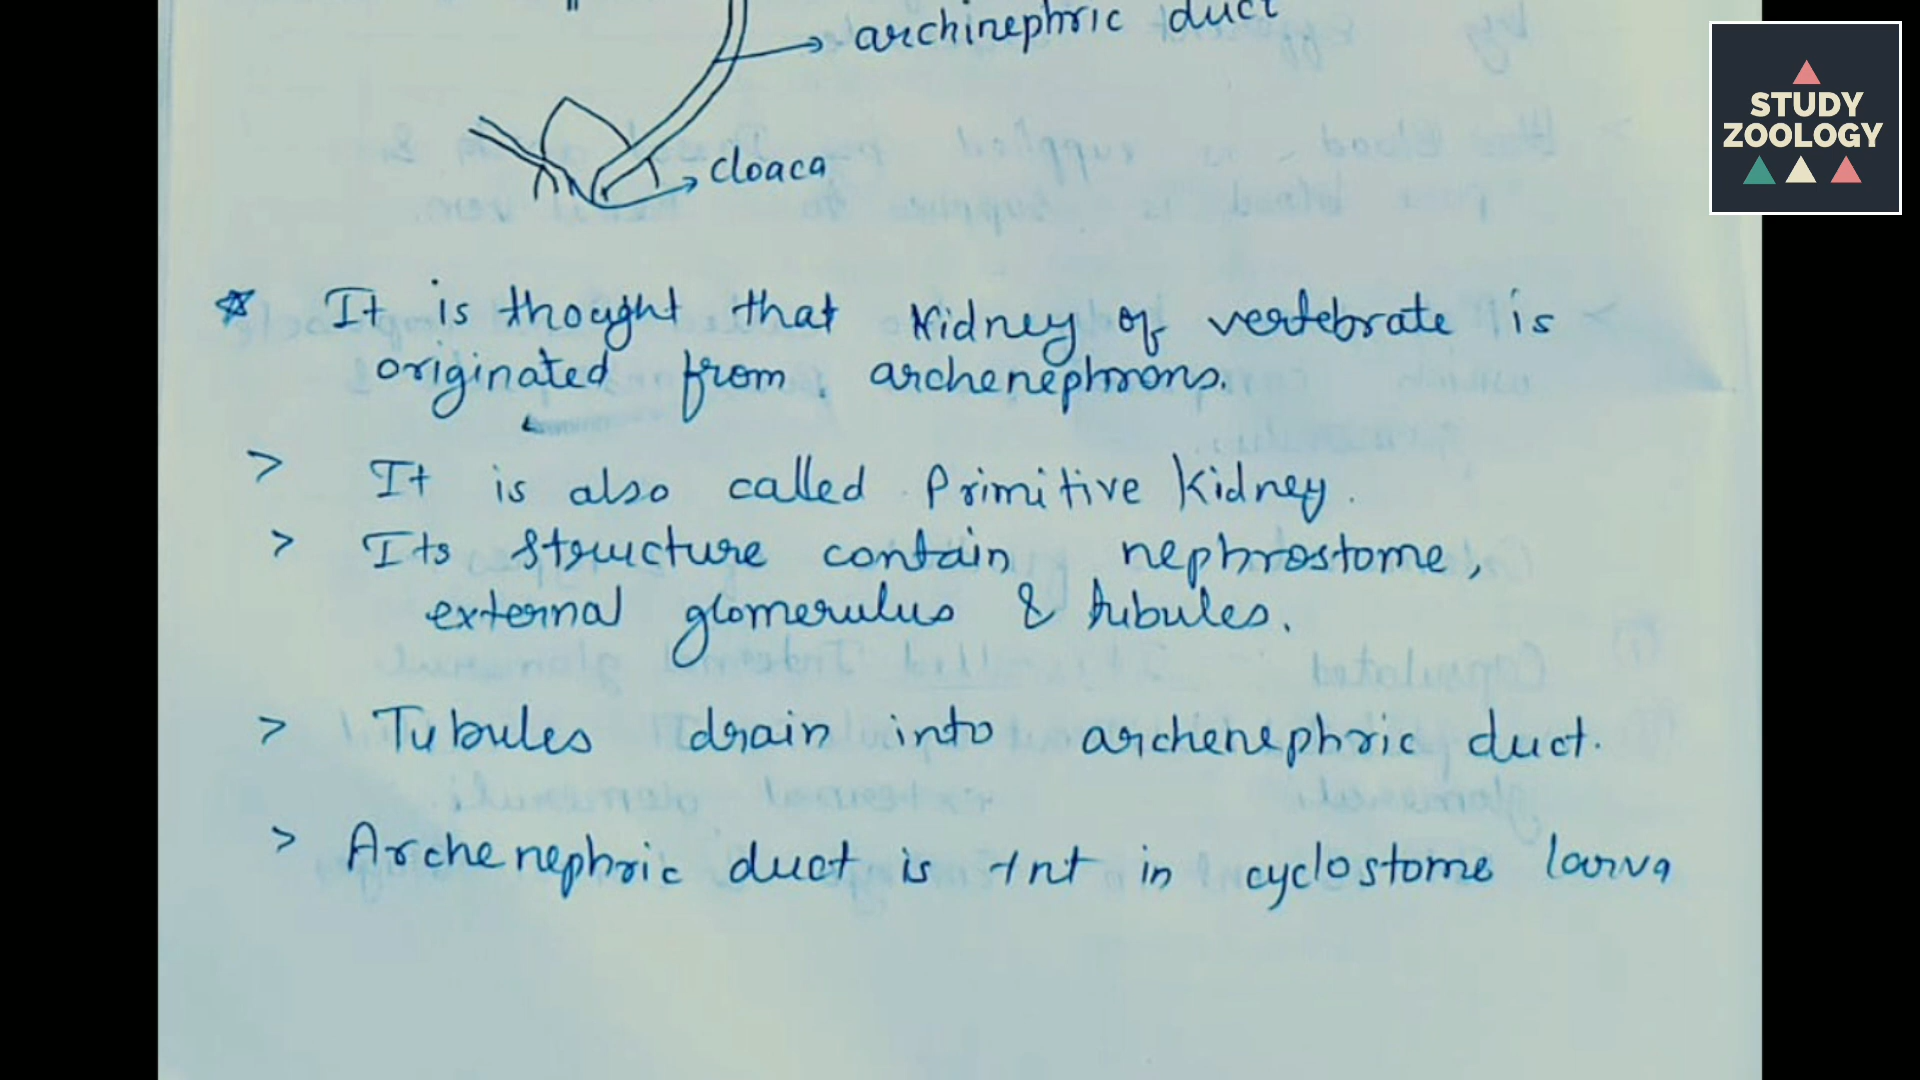 archinephric duct
cloaca
It is thought that kidney of vertebrate is
originated from archenephrons.
> It is also called Primitive Kidney.
> Its structure contain nephrostome,
external glomerulus & tubules.
> Tubules drain into archenephric duct.
> Archenephric duct is +nt in cyclostome larva
STUDY
ZOOLOGY